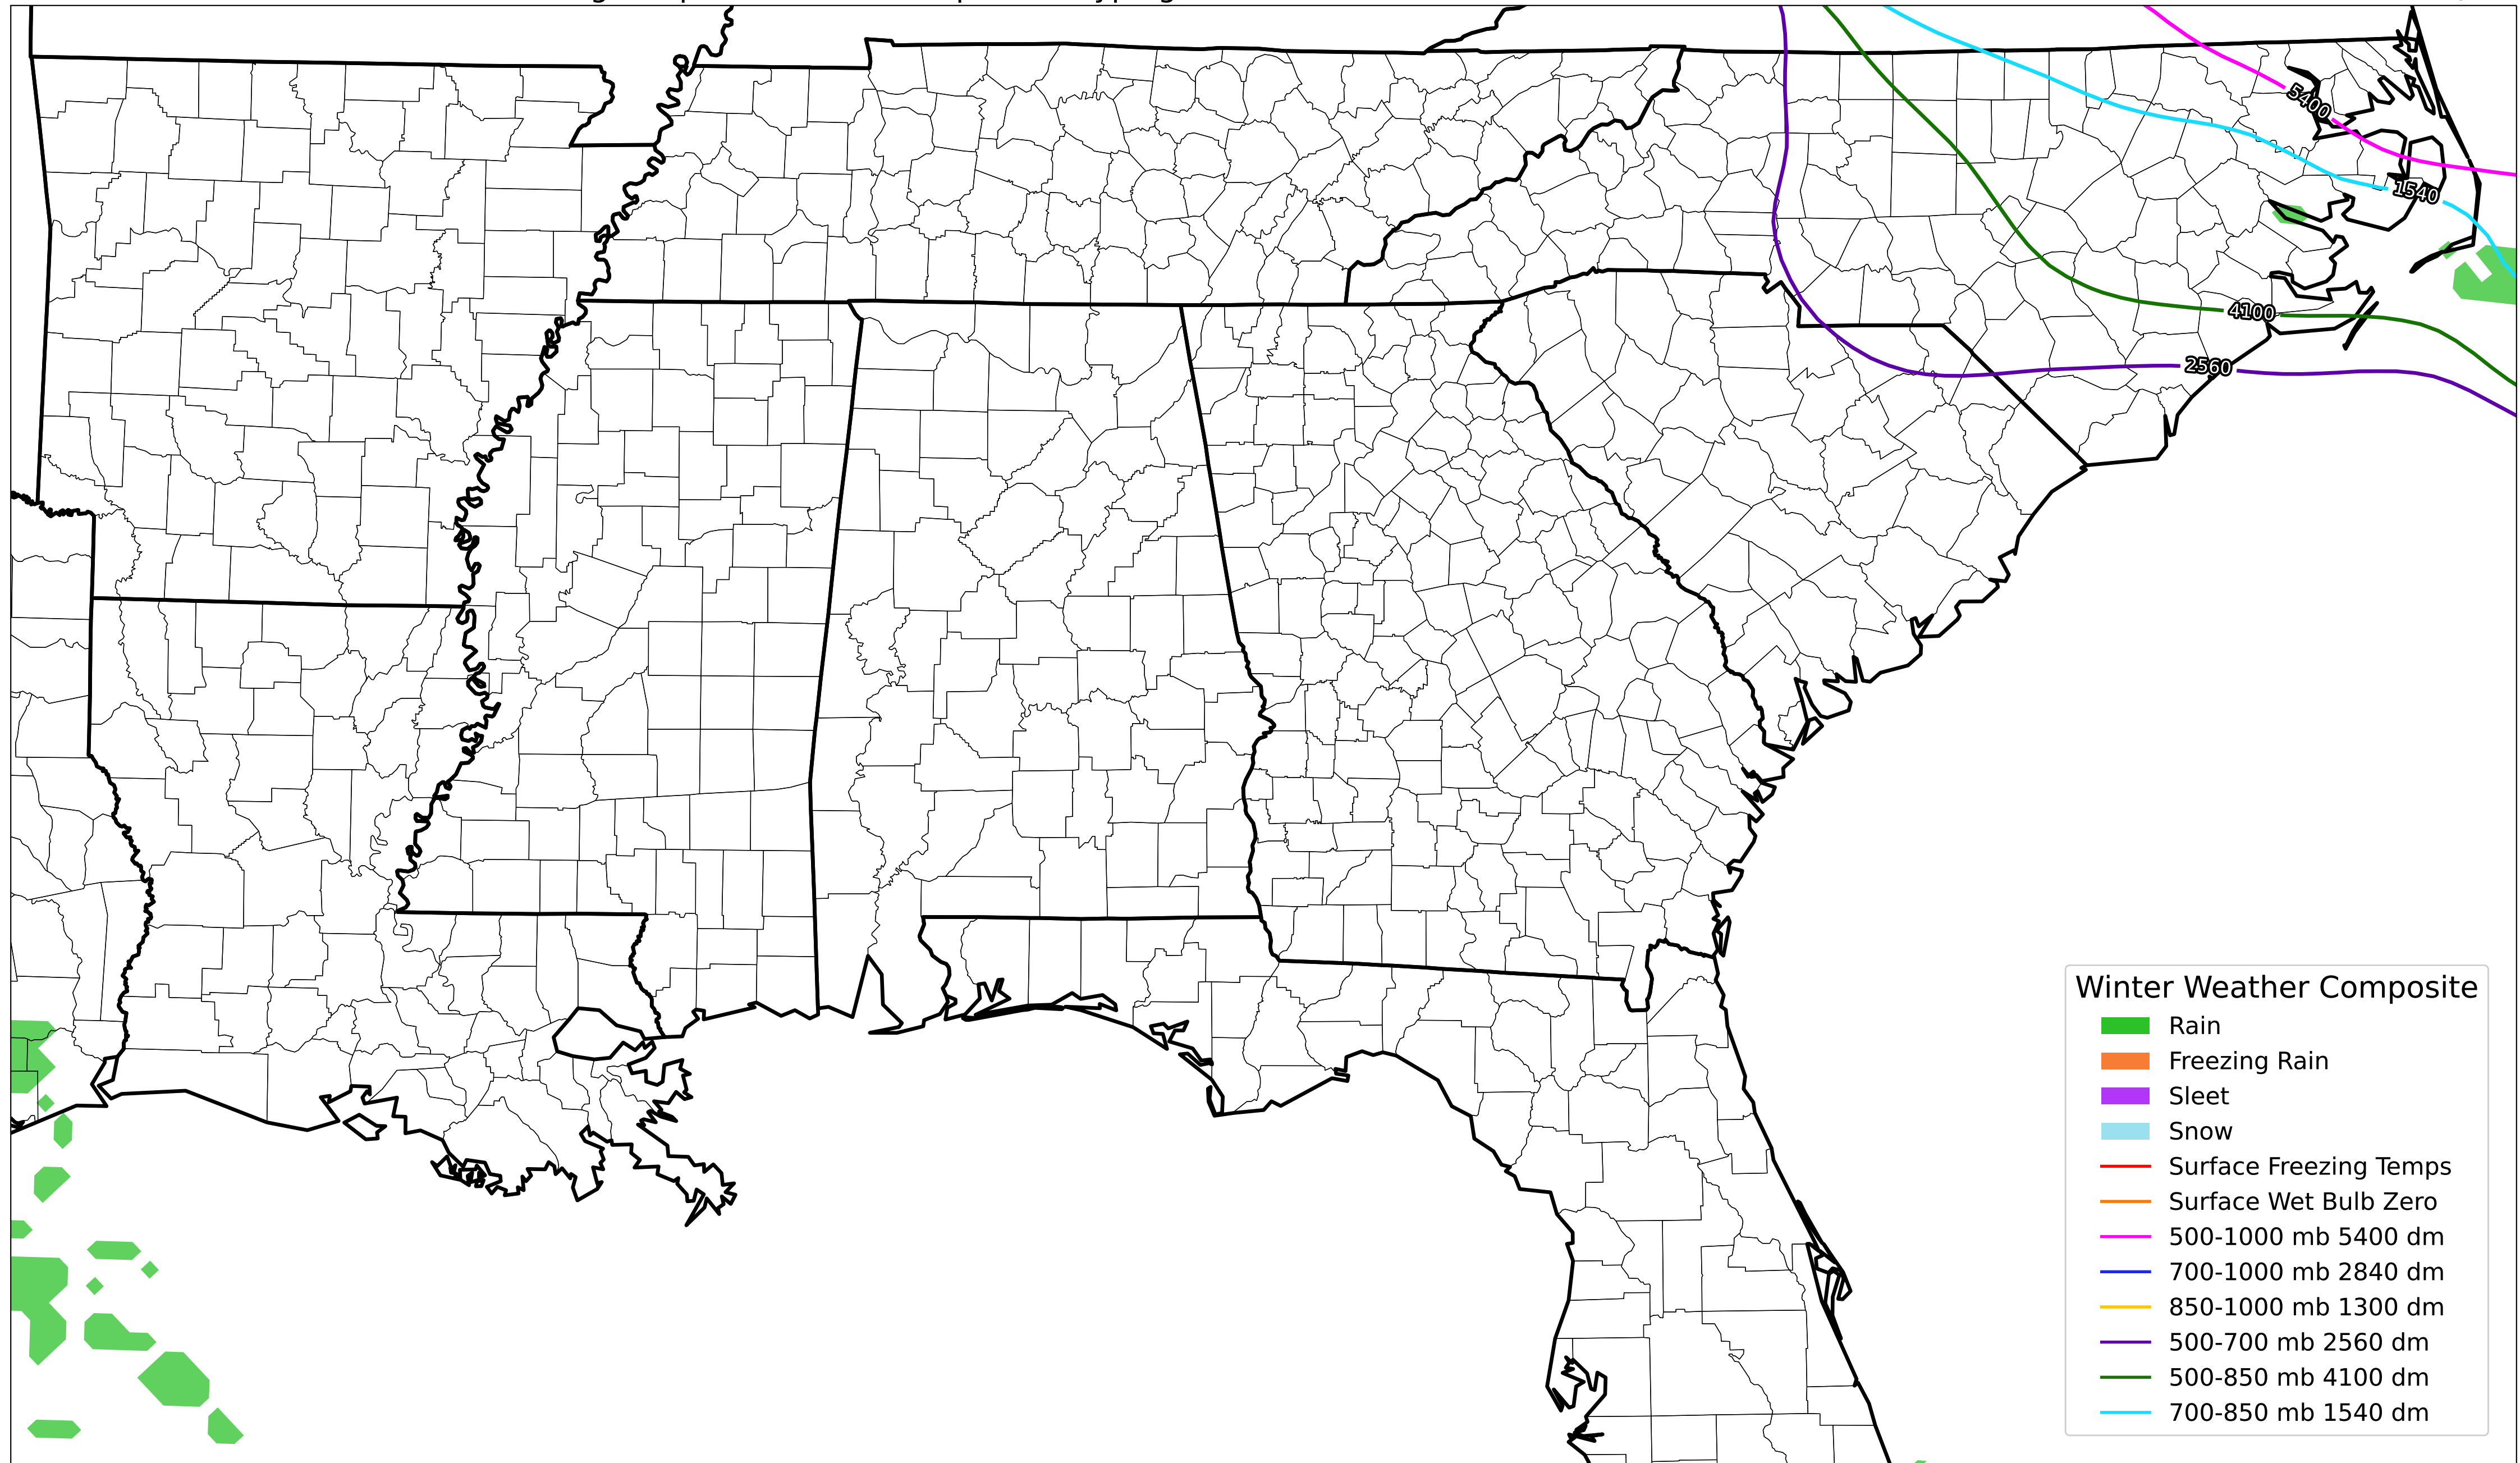 5400
1540
4100
2560
Winter Weather Composite
Rain
Freezing Rain
Sleet
Snow
Surface Freezing Temps
Surface Wet Bulb Zero
500-1000 mb 5400 dm
700-1000 mb 2840 dm
850-1000 mb 1300 dm
500-700 mb 2560 dm
500-850 mb 4100 dm
700-850 mb 1540 dm